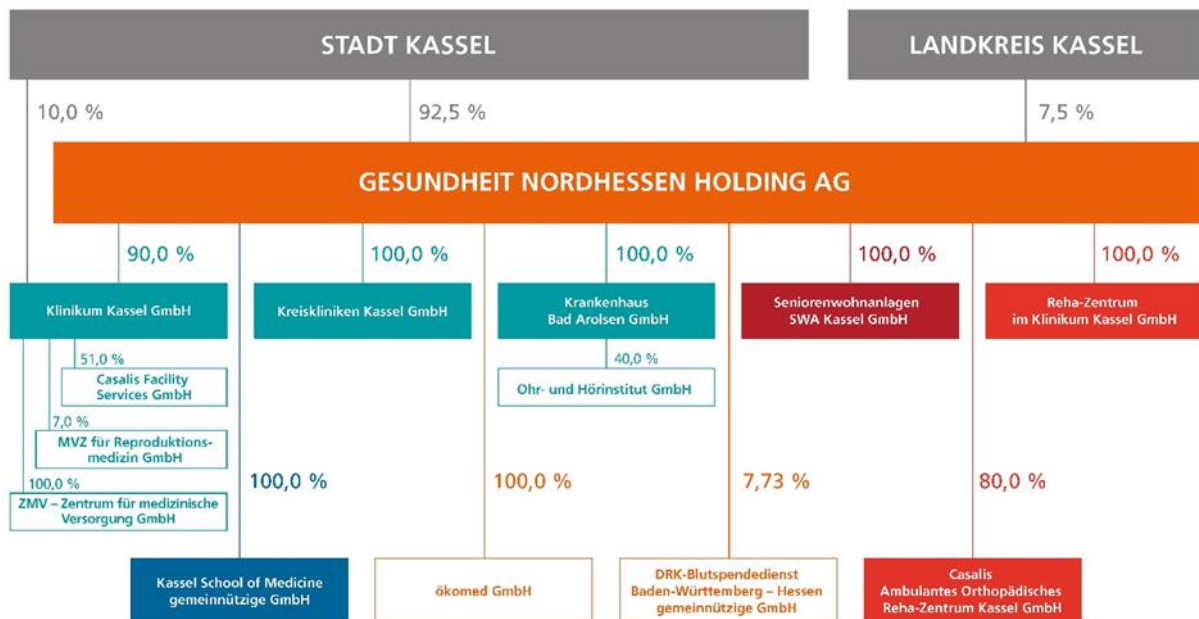 STADT KASSEL
LANDKREIS KASSEL
10,0 %
92,5 %
7,5 %
GESUNDHEIT NORDHESSEN HOLDING AG
90,0 %
100,0 %
100,0 %
100,0 %
100,0 %
Klinikum Kassel GmbH
Kreiskliniken Kassel GmbH
Krankenhaus
Bad Arolsen GmbH
Seniorenwohnanlagen
SWA Kassel GmbH
Reha-Zentrum
im Klinikum Kassel GmbH
51,0 %
Casalis Facility
Services GmbH
40,0 %
Ohr- und Hörinstitut GmbH
7,0 %
MVZ für Reproduktions-
medizin GmbH
100,0 %
ZMV – Zentrum für medizinische
Versorgung GmbH
100,0 %
100,0 %
7,73 %
80,0 %
Kassel School of Medicine
gemeinnützige GmbH
ökomed GmbH
DRK-Blutspendedienst
Baden-Württemberg – Hessen
gemeinnützige GmbH
Casalis
Ambulantes Orthopädisches
Reha-Zentrum Kassel GmbH